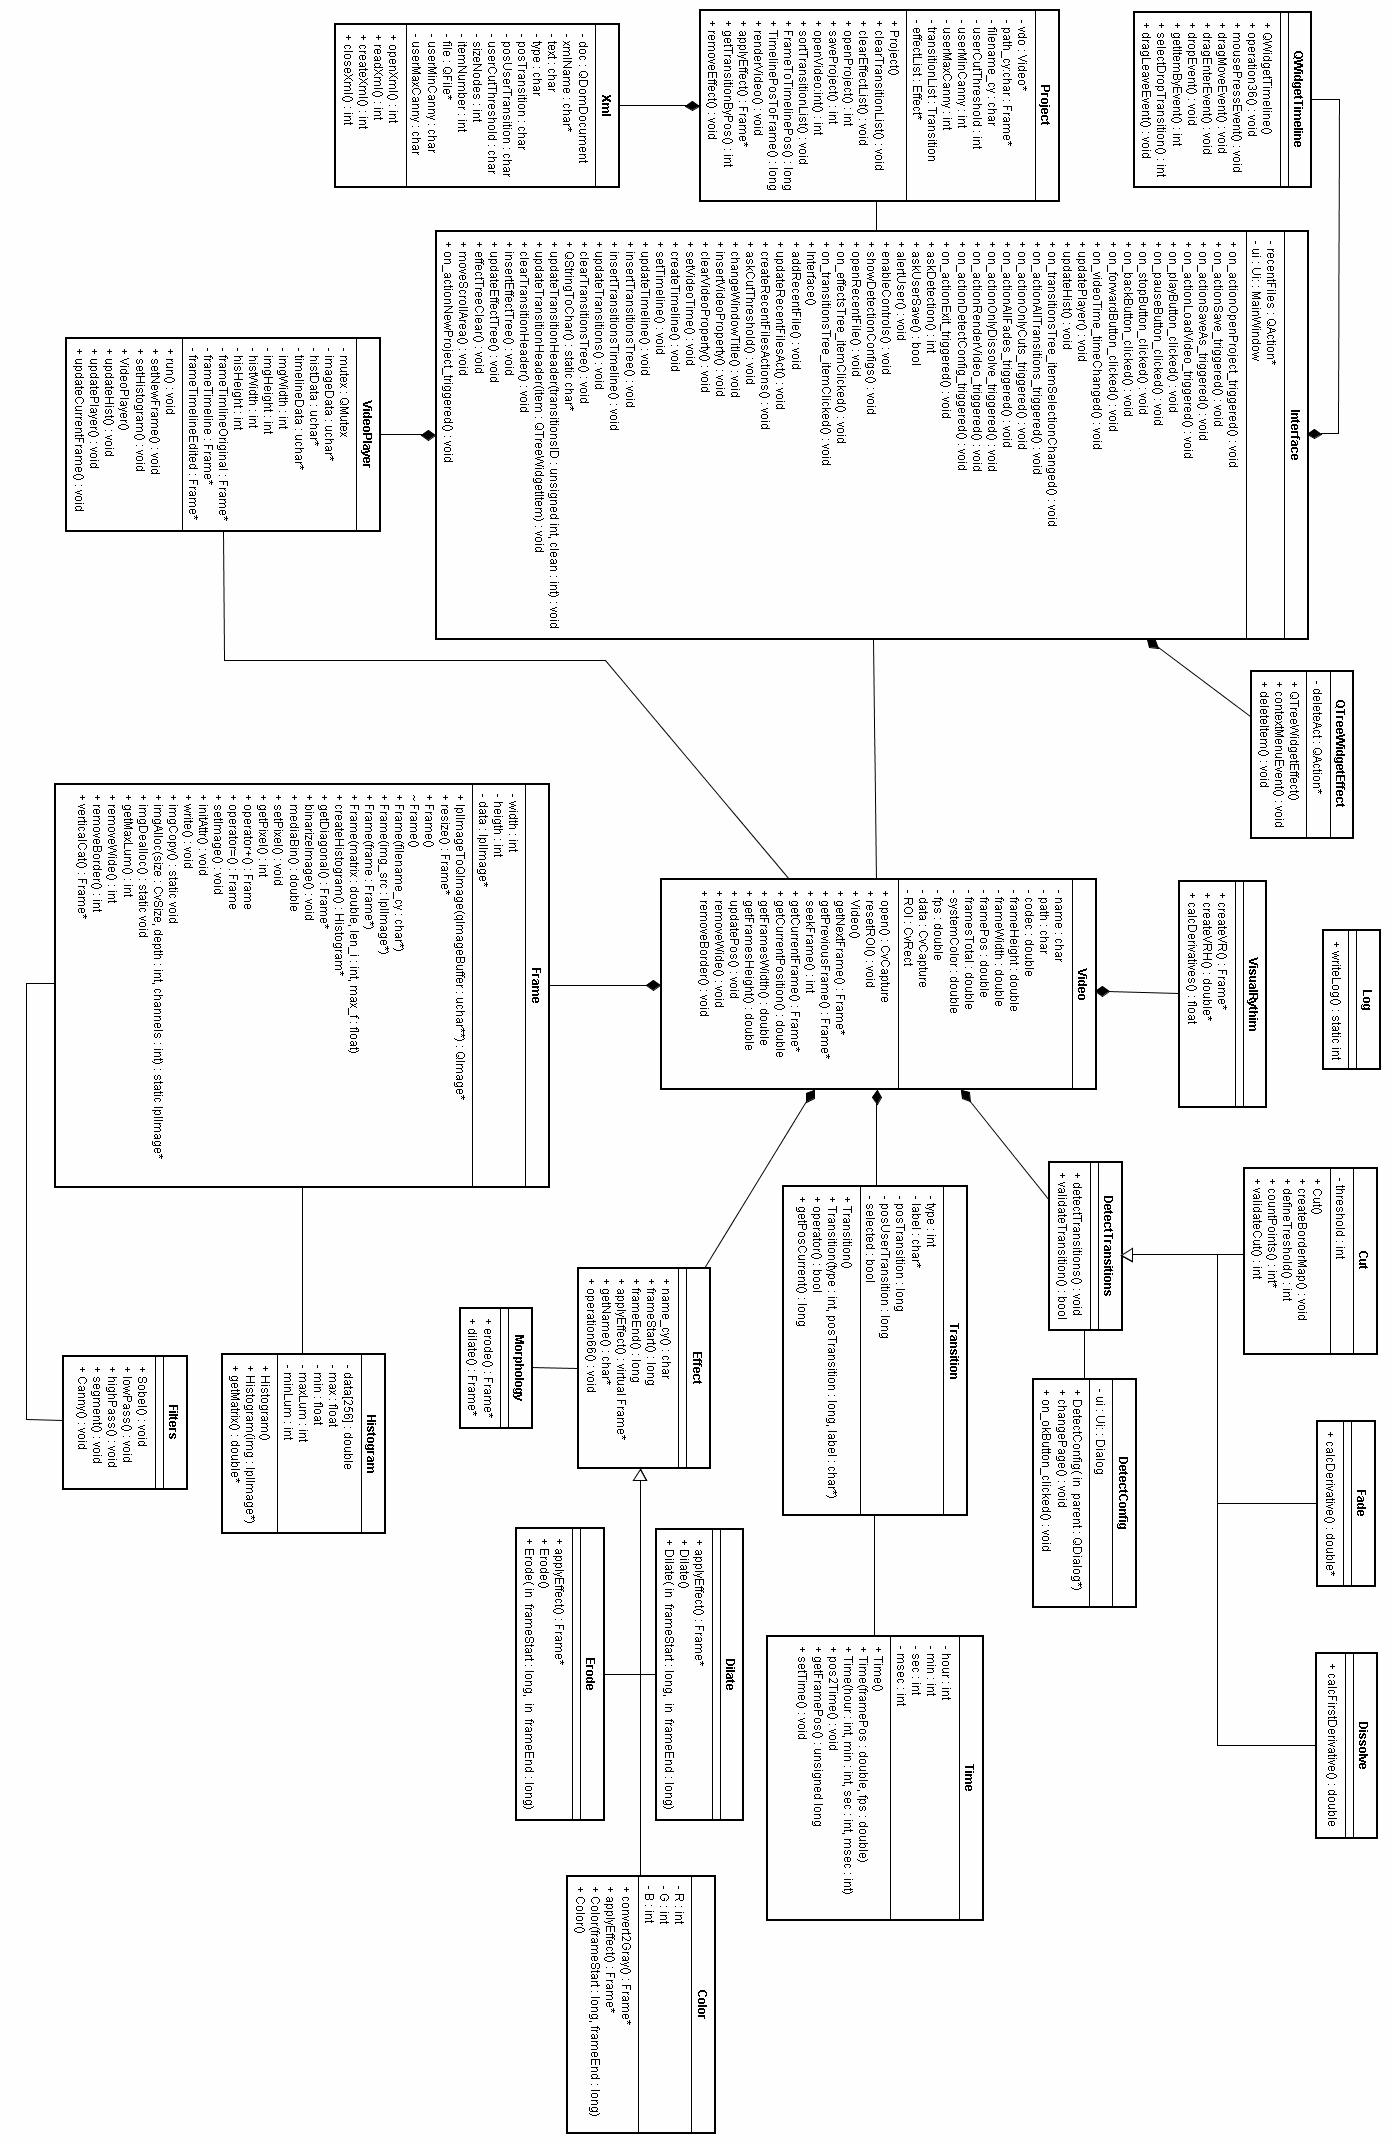 QWidgetTimeline
+ QWidgetTimeline()
+ operation36() : void
+ mousePressEvent() : void
+ dragMoveEvent() : void
+ dragEnterEvent() : void
+ dropEvent() : void
+ getItemByEvent() : int
+ selectDropTransition() : int
+ dragLeaveEvent() : void
Project
- vdo : Video*
- path_cy:char : Frame*
- filename_cy : char
- userCutThreshold : int
- userMinCanny : int
- userMaxCanny : int
- transitionList : Transition
- effectList : Effect*
+ Project()
+ clearTransitionList() : void
+ clearEffectList() : void
+ openProject() : int
+ saveProject() : int
+ openVideo:int() : int
+ sortTransitionList() : void
+ FrameToTimelinePos() : long
+ TimelinePosToFrame() : long
+ renderVideo() : void
+ applyEffect() : Frame*
+ getTransitionByPos() : int
+ removeEffect() : void
Xml
- doc : QDomDocument
- xmlName : char*
- text : char
- type : char
- posTransition : char
- posUserTransition : char
- userCutThreshold : char
- sizeNodes : int
- itemNumber : int
- file : QFile*
- userMinCanny : char
- userMaxCanny : char
+ openXml() : int
+ readXml() : int
+ createXml() : int
+ closeXml() : int
Interface
- recentFiles : QAction*
- ui : Ui : : MainWindow
+ on_actionOpenProject_triggered() : void
+ on_actionSave_triggered() : void
+ on_actionSaveAs_triggered() : void
+ on_actionLoadVideo_triggered() : void
+ on_playButton_clicked() : void
+ on_pauseButton_clicked() : void
+ on_stopButton_clicked() : void
+ on_backButton_clicked() : void
+ on_forwardButton_clicked() : void
+ on_videoTime_timeChanged() : void
+ updatePlayer() : void
+ updateHist() : void
+ on_transitionsTree_itemSelectionChanged() : void
+ on_actionAllTransitions_triggered() : void
+ on_actionOnlyCuts_triggered() : void
+ on_actionAllFades_triggered() : void
+ on_actionOnlyDissolve_triggered() : void
+ on_actionRenderVideo_triggered() : void
+ on_actionDetectConfig_triggered() : void
+ on_actionExit_triggered() : void
+ askDetection() : int
+ askUserSave() : bool
+ alertUser() : void
+ enableControls() : void
+ showDetectionConfigs() : void
+ openRecentFile() : void
+ on_effectsTree_itemClicked() : void
+ on_transitionsTree_itemClicked() : void
+ Interface()
+ addRecentFile() : void
+ updateRecentFilesAct() : void
+ createRecentFilesActions() : void
+ askCutThreshold() : void
+ changeWindowTitle() : void
+ insertVideoProperty() : void
+ clearVideoProperty() : void
+ setVideoTime() : void
+ createTimeline() : void
+ setTimeline() : void
+ updateTimeline() : void
+ insertTransitionsTree() : void
+ insertTransitionsTimeline() : void
+ updateTransitions() : void
+ clearTransitionsTree() : void
+ QStringToChar() : static char*
+ updateTransitionHeader(transitionsID : unsigned int, clean : int) : void
+ updateTransitionHeader(item : QTreeWidgetItem) : void
+ clearTransitionHeader() : void
+ insertEffectTree() : void
+ updateEffectTree() : void
+ effectTreeClear() : void
+ moveScrollArea() : void
+ on_actionNewProject_triggered() : void
VideoPlayer
- mutex : QMutex
- imageData : uchar*
- histData : uchar*
- timelineData : uchar*
- imgWidth : int
- imgHeight : int
- histWidth : int
- hisHeight : int
- frameTimlineOriginal : Frame*
- frameTimeline : Frame*
- frameTimelineEdited : Frame*
+ run() : void
+ setNewFrame() : void
+ setHistogram() : void
+ VideoPlayer()
+ updateHist() : void
+ updatePlayer() : void
+ updateCurrentFrame() : void
QTreeWidgetEffect
- deleteAct : QAction*
+ QTreeWidgetEffect()
+ contextMenuEvent() : void
+ deleteItem() : void
Log
+ writeLog() : static int
VisualRythim
+ createVR() : Frame*
+ createVRH() : double*
+ calcDerivatives() : float
Video
- name : char
- path : char
- codec : double
- frameHeight : double
- frameWidth : double
- framePos : double
- framesTotal : double
- systemColor : double
- fps : double
- data : CvCapture
- ROI : CvRect
+ open() : CvCapture
+ resetROI() : void
+ Video()
+ getNextFrame() : Frame*
+ getPreviousFrame() : Frame*
+ seekFrame() : int
+ getCurrentFrame() : Frame*
+ getCurrentPosition() : double
+ getFramesWidth() : double
+ getFramesHeight() : double
+ updatePos() : void
+ removeWide() : void
+ removeBorder() : void
Frame
- width : int
- heigth : int
- data : IplImage*
+ IplImageToQImage(qImageBuffer : uchar**) : QImage*
+ resize() : Frame*
+ Frame()
~ Frame()
+ Frame(filename_cy : char*)
+ Frame(img_src : IplImage*)
+ Frame(frame : Frame*)
+ Frame(matrix : double, len_i : int, max_f : float)
+ createHistogram() : Histogram*
+ getDiagonal() : Frame*
+ binarizeImage() : void
+ mediaBin() : double
+ setPixel() : void
+ getPixel() : int
+ operator+() : Frame
+ operator=() : Frame
+ setImage() : void
+ initAttr() : void
+ write() : void
+ imgCopy() : static void
+ imgAlloc(size : CvSize, depth : int, channels : int) : static IplImage*
+ imgDealloc() : static void
+ getMaxLum() : int
+ removeWide() : int
+ removeBorder() : int
+ verticalCat() : Frame*
Cut
- threshold : int
+ Cut()
+ createBorderMap() : void
+ defineTreshold() : int
+ countPoints() : int*
+ validateCut() : int
DetectTransitions
+ detectTransitions() : void
+ validateTransition() : bool
Transition
- type : int
- label : char*
- posTransition : long
- posUserTransition : long
- selected : bool
+ Transition()
+ Transition(type : int, posTransition : long, label : char*)
+ operator() : bool
+ getPosCurrent() : long
Effect
+ name_cy() : char
+ frameStart() : long
+ frameEnd() : long
+ applyEffect() : virtual Frame*
+ getName() : char*
+ operation66() : void
Morphology
+ erode() : Frame*
+ dilate() : Frame*
Histogram
- data[256] : double
- max : float
- min : float
- maxLum : int
- minLum : int
+ Histogram()
+ Histogram(img : IplImage*)
+ getMatrix() : double*
Filters
+ Sobel() : void
+ lowPass() : void
+ highPass() : void
+ segment() : void
+ Canny() : void
DetectConfig
- ui : Ui : : Dialog
+ DetectConfig( in parent : QDialog*)
+ changePage() : void
+ on_okButton_clicked() : void
Fade
+ calcDerivative() : double*
Dissolve
+ calcFirstDerivative() : double
Time
- hour : int
- min : int
- sec : int
- msec : int
+ Time()
+ Time(framePos : double, fps : double)
+ Time(hour : int, min : int, sec : int, msec : int)
+ pos2Time() : void
+ getFramePos() : unsigned long
+ setTime() : void
Dilate
+ applyEffect() : Frame*
+ Dilate()
+ Dilate( in frameStart : long, in frameEnd : long)
Erode
+ applyEffect() : Frame*
+ Erode()
+ Erode( in frameStart : long, in frameEnd : long)
Color
- R : int
- G : int
- B : int
+ convert2Gray() : Frame*
+ applyEffect() : Frame*
+ Color(frameStart : long, frameEnd : long)
+ Color()